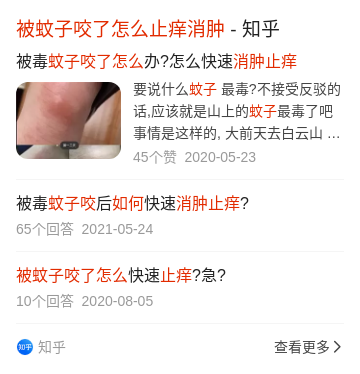 被蚊子咬了怎么止痒消肿 - 知乎
被毒蚊子咬了怎么办?怎么快速消肿止痒
要说什么蚊子 最毒?不接受反驳的
话,应该就是山上的蚊子最毒了吧
事情是这样的, 大前天去白云山 ...
45个赞 2020-05-23
被毒蚊子咬后如何快速消肿止痒?
65个回答 2021-05-24
被蚊子咬了怎么快速止痒?急?
10个回答 2020-08-05
知乎 知乎
查看更多